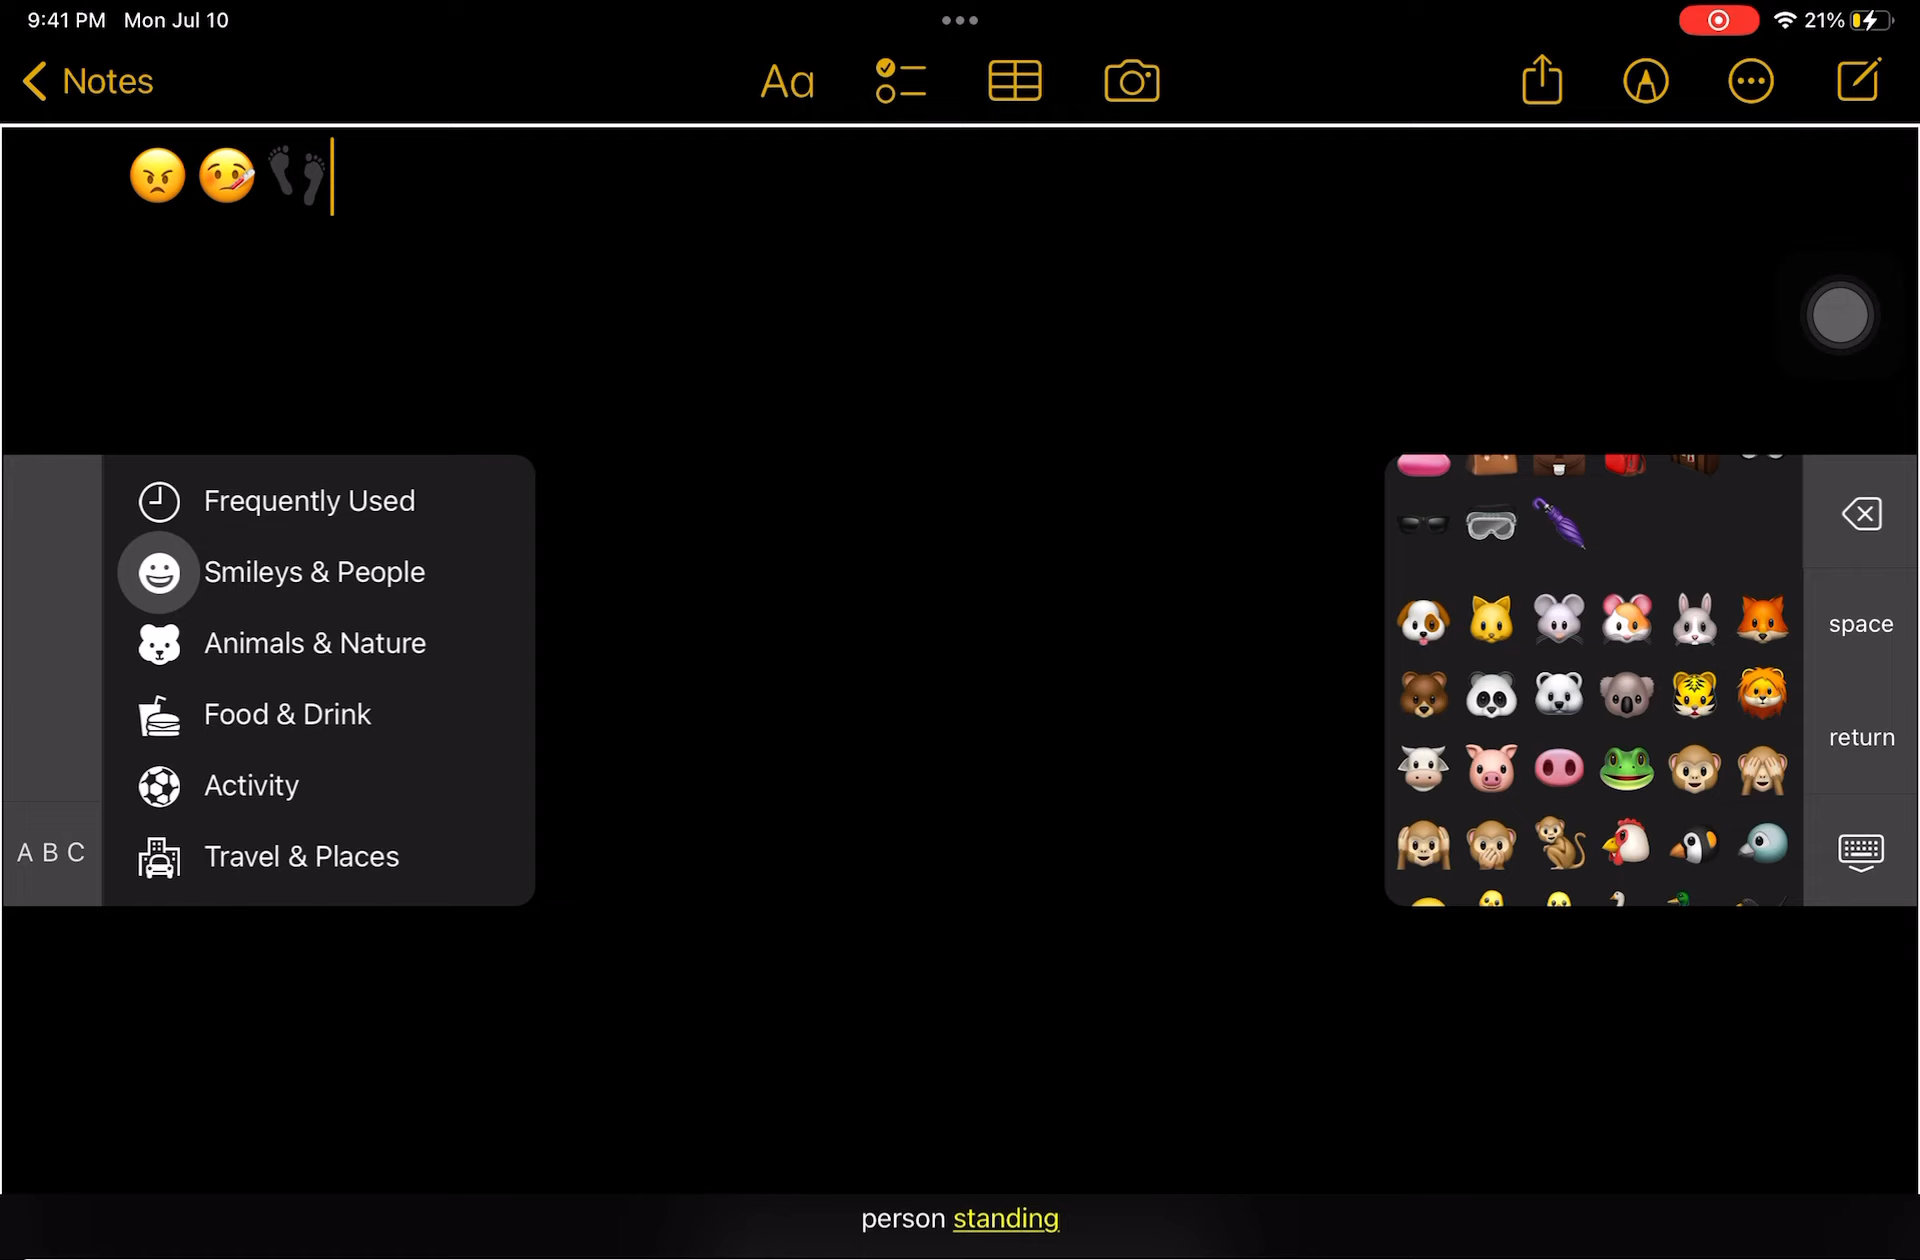 9:41 PM Mon Jul 10
21%
Notes
Aa
Frequently Used
Smileys & People
Animals & Nature
Food & Drink
Activity
Travel & Places
ABC
space
return
person standing